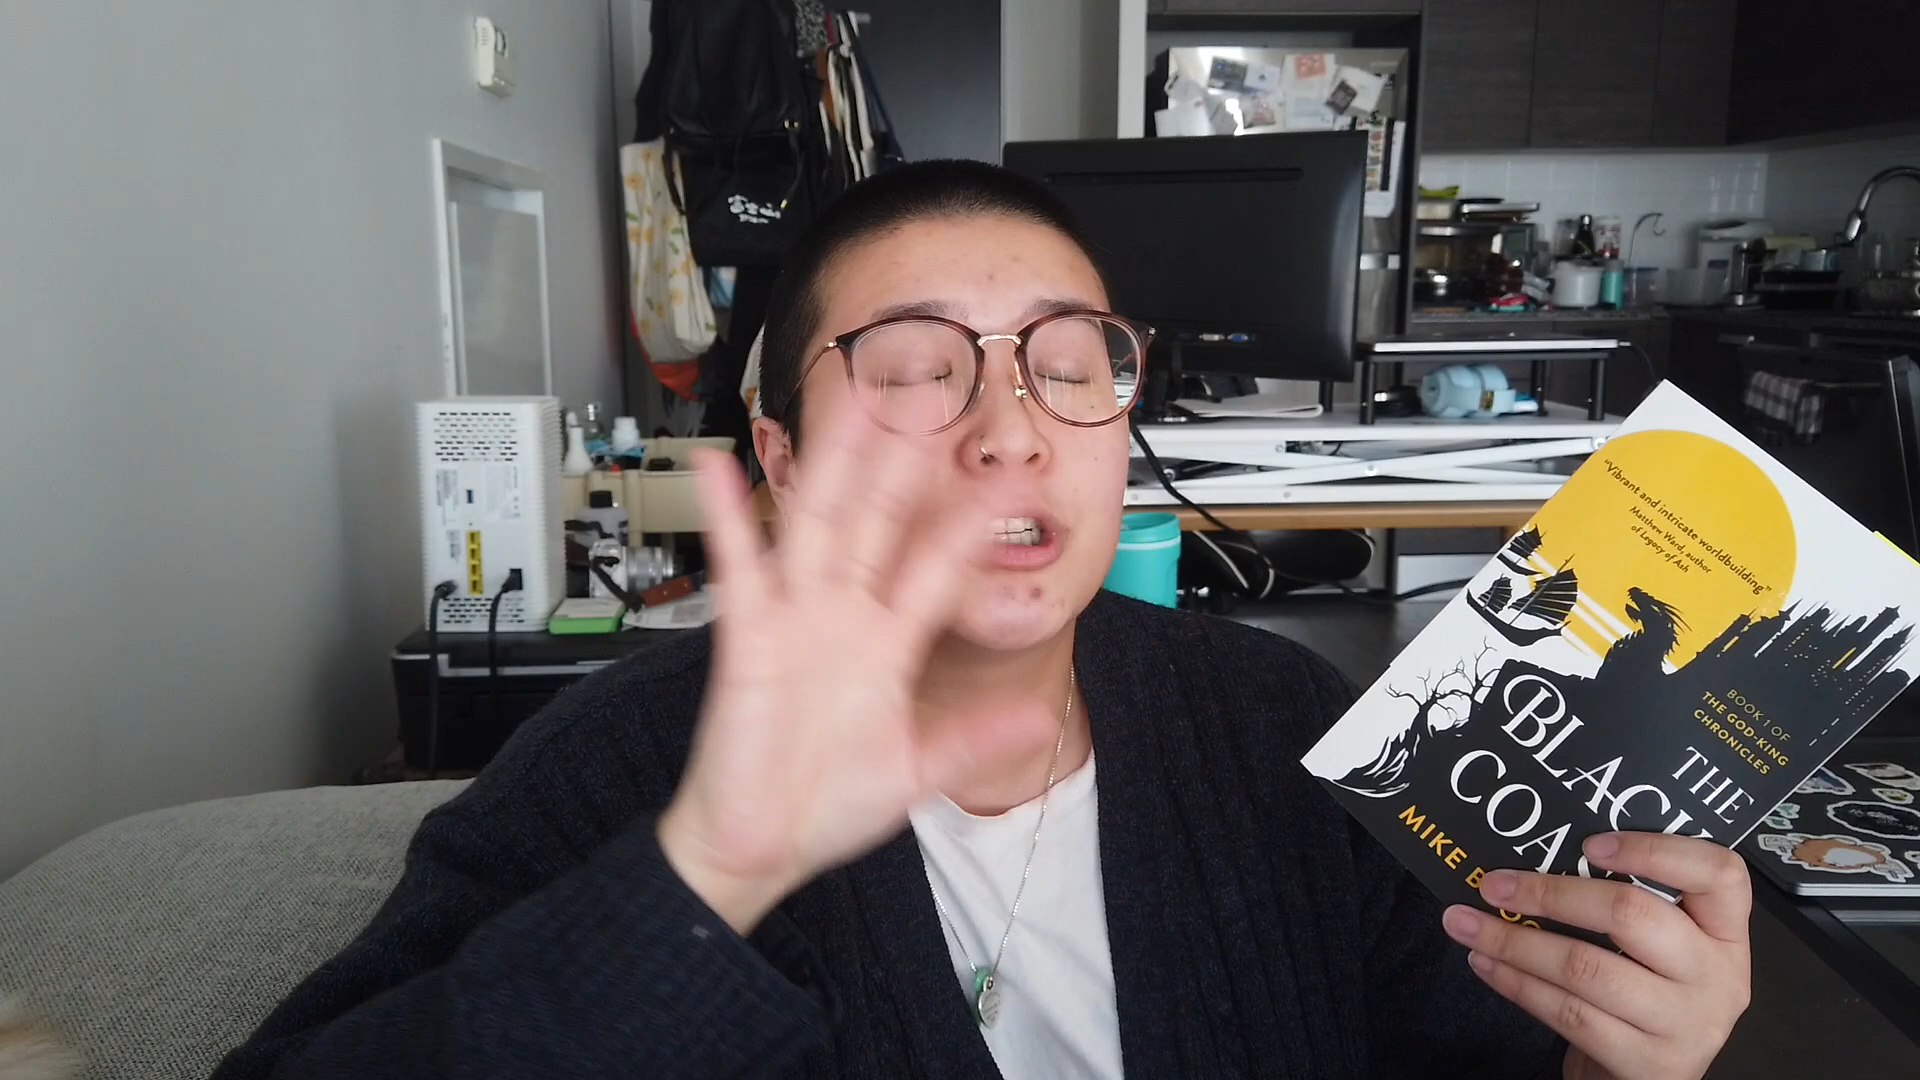 "Vibrant and intricate worldbuilding"
Matthew Ward, author
of Legacy of Ash
BOOK 1 OF
THE GOD-KING
CHRONICLES
THE
BLACK
COAS
MIKE B